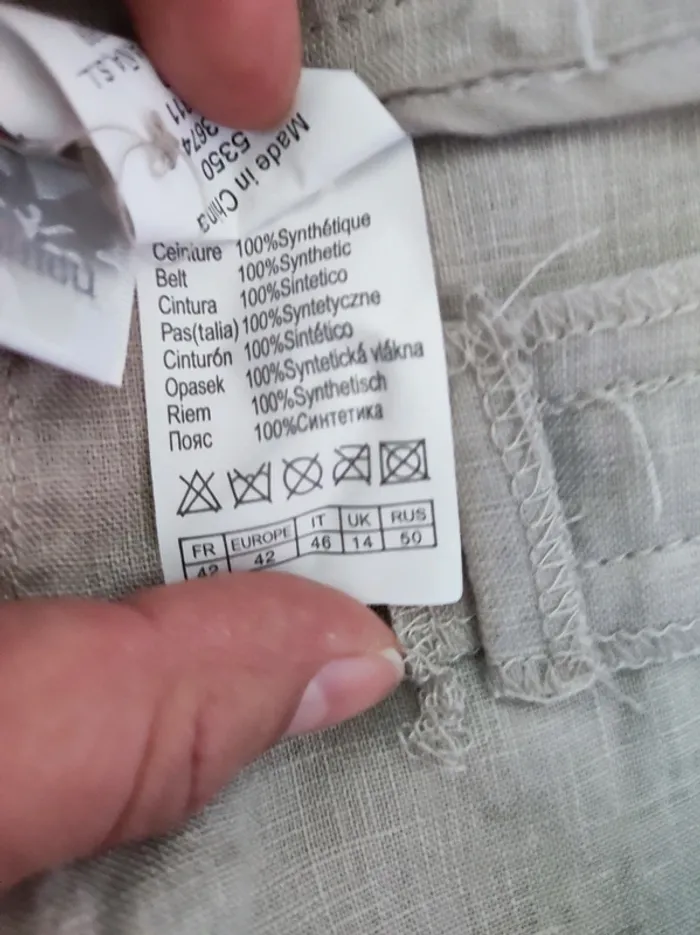 Made in China
5350
Ceinture 100%Synthétique
Belt 100%Synthetic
Cintura 100%Sintetico
Pas(talia) 100%Syntetyczne
Cinturón 100%Sintético
Opasek 100%Syntetická vlákna
Riem 100%Synthetisch
Пояс 100%Синтетика
FR EUROPE IT UK RUS
42 42 46 14 50